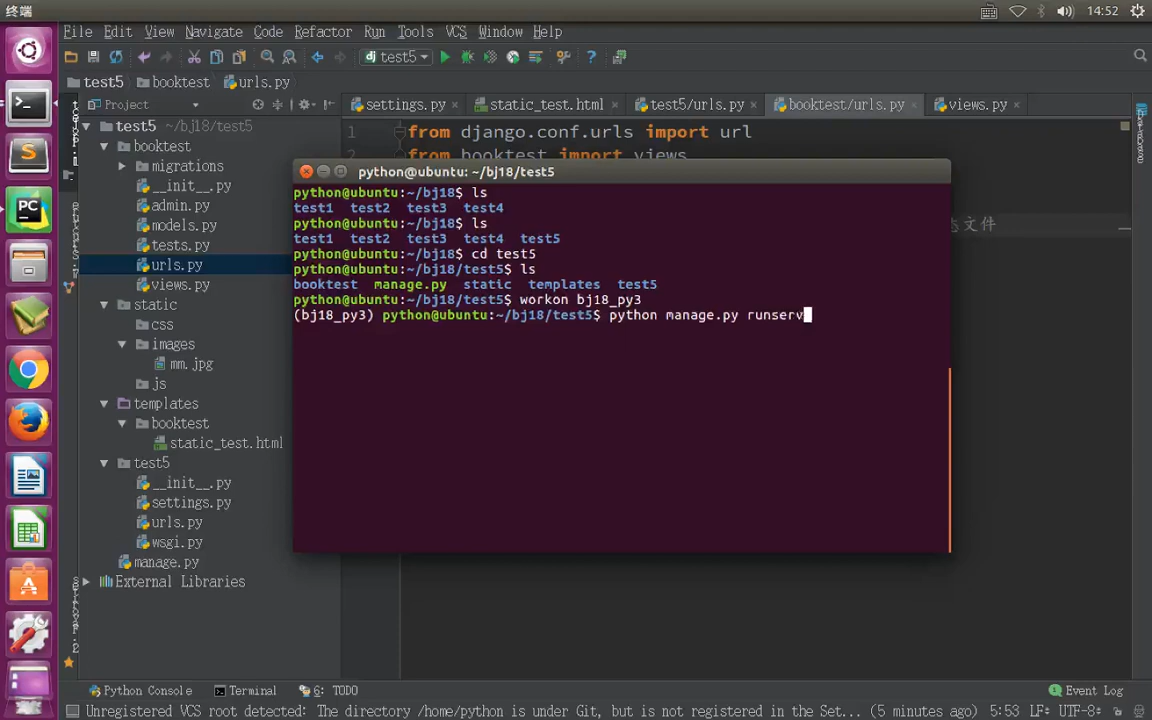 终端
14:52
File Edit View Navigate Code Refactor Run Tools VCS Window Help
test5
test5 booktest urls.py
Project
settings.py static_test.html test5/urls.py booktest/urls.py views.py
test5 ~/bj18/test5
booktest
migrations
__init__.py
admin.py
models.py
tests.py
urls.py
views.py
static
css
images
mm.jpg
js
templates
booktest
static_test.html
test5
__init__.py
settings.py
urls.py
wsgi.py
manage.py
External Libraries
1 from django.conf.urls import url
2 from booktest import views
文件
python@ubuntu: ~/bj18/test5
python@ubuntu:~/bj18$ ls
test1 test2 test3 test4
python@ubuntu:~/bj18$ ls
test1 test2 test3 test4 test5
python@ubuntu:~/bj18$ cd test5
python@ubuntu:~/bj18/test5$ ls
booktest manage.py static templates test5
python@ubuntu:~/bj18/test5$ workon bj18_py3
(bj18_py3) python@ubuntu:~/bj18/test5$ python manage.py runserv
Python Console Terminal 6: TODO Event Log
Unregistered VCS root detected: The directory /home/python is under Git, but is not registered in the Set... (5 minutes ago) 5:53 LF÷ UTF-8÷